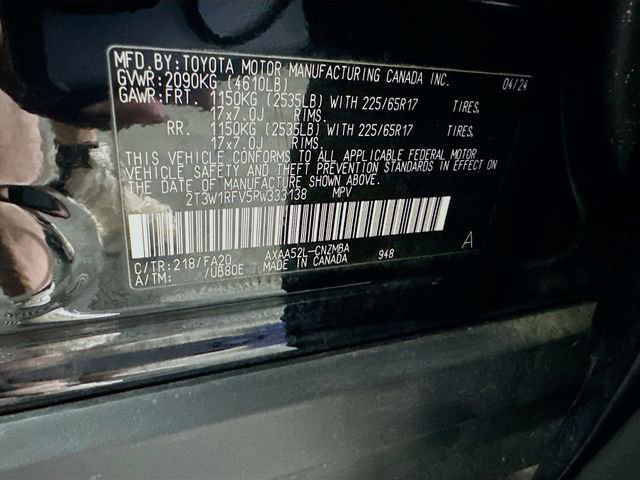 MFD. BY: TOYOTA MOTOR MANUFACTURING CANADA INC. 04/24
GVWR: 2090KG (4610LB)
GAWR: FRT. 1150KG (2535LB) WITH 225/65R17 TIRES,
17x7.0J RIMS.
RR. 1150KG (2535LB) WITH 225/65R17 TIRES,
17x7.0J RIMS.
THIS VEHICLE CONFORMS TO ALL APPLICABLE FEDERAL MOTOR
VEHICLE SAFETY AND THEFT PREVENTION STANDARDS IN EFFECT ON
THE DATE OF MANUFACTURE SHOWN ABOVE.
2T3W1RFV5PW333138 MPV
C/TR: 218/FA20 AXAA52L-CNZMBA 948 A
A/TM: /U680E MADE IN CANADA